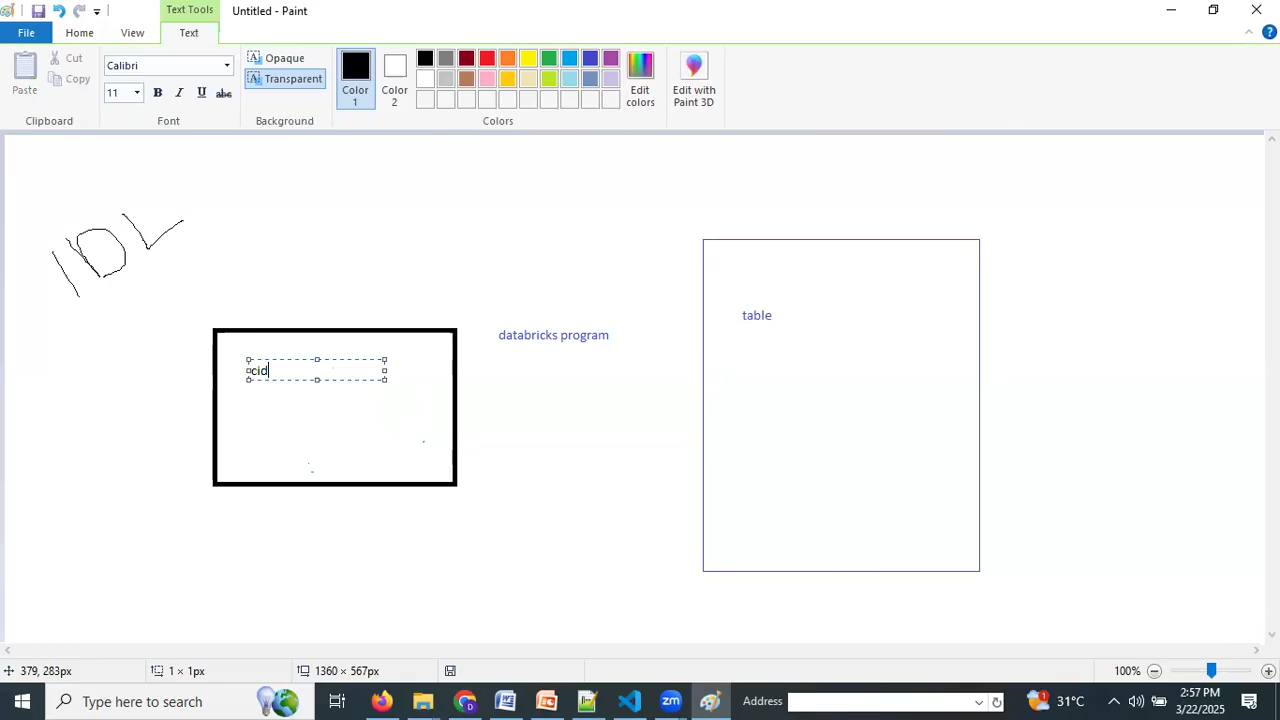 Text Tools
Untitled - Paint
File
Home
View
Text
Paste
Cut
Copy
Clipboard
Calibri
11
B I U abc
Font
Opaque
Transparent
Background
Color 1
Color 2
Edit colors
Colors
Edit with Paint 3D
IDL
databricks program
table
cid
379, 283px
1 × 1px
1360 × 567px
100%
Type here to search
Address
31°C
2:57 PM
3/22/2025